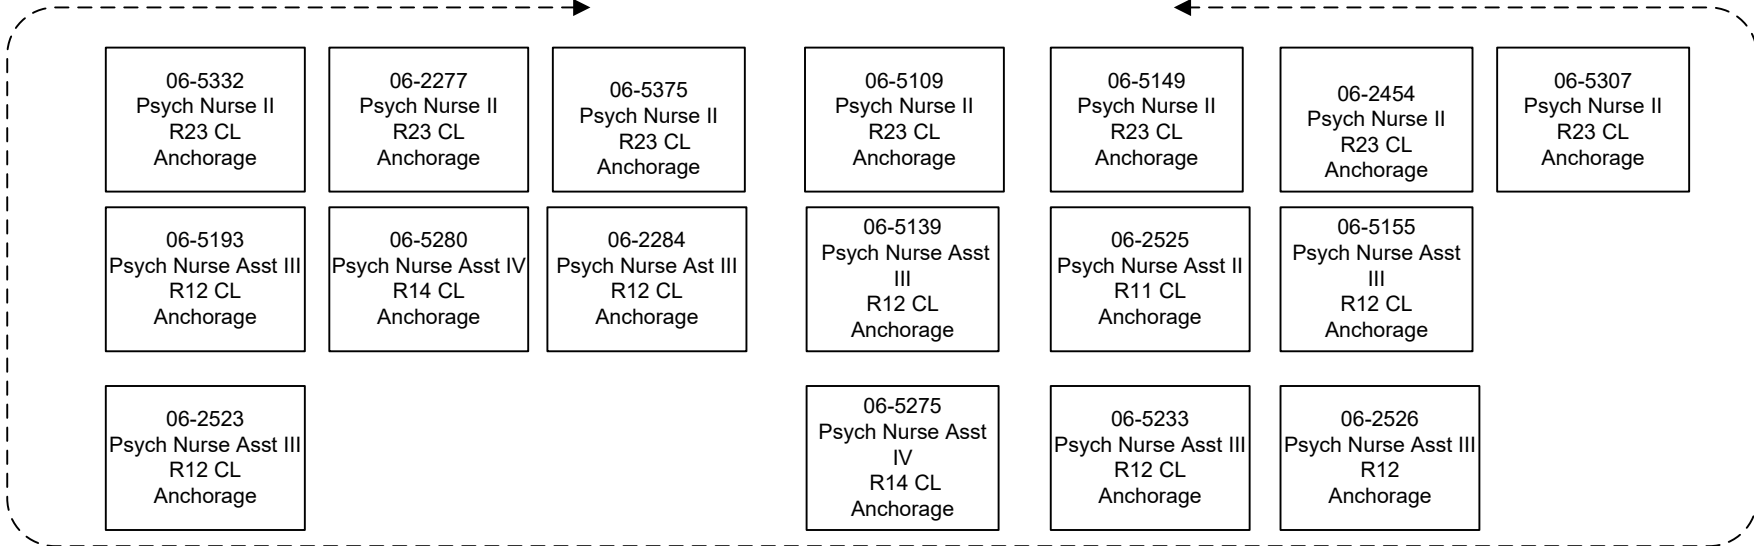 06-5332
Psych Nurse II
R23 CL
Anchorage
06-2277
Psych Nurse II
R23 CL
Anchorage
06-5375
Psych Nurse II
R23 CL
Anchorage
06-5109
Psych Nurse II
R23 CL
Anchorage
06-5149
Psych Nurse II
R23 CL
Anchorage
06-2454
Psych Nurse II
R23 CL
Anchorage
06-5307
Psych Nurse II
R23 CL
Anchorage
06-5193
Psych Nurse Asst III
R12 CL
Anchorage
06-5280
Psych Nurse Asst IV
R14 CL
Anchorage
06-2284
Psych Nurse Ast III
R12 CL
Anchorage
06-5139
Psych Nurse Asst
III
R12 CL
Anchorage
06-2525
Psych Nurse Asst II
R11 CL
Anchorage
06-5155
Psych Nurse Asst
III
R12 CL
Anchorage
06-2523
Psych Nurse Asst III
R12 CL
Anchorage
06-5275
Psych Nurse Asst
IV
R14 CL
Anchorage
06-5233
Psych Nurse Asst III
R12 CL
Anchorage
06-2526
Psych Nurse Asst III
R12
Anchorage